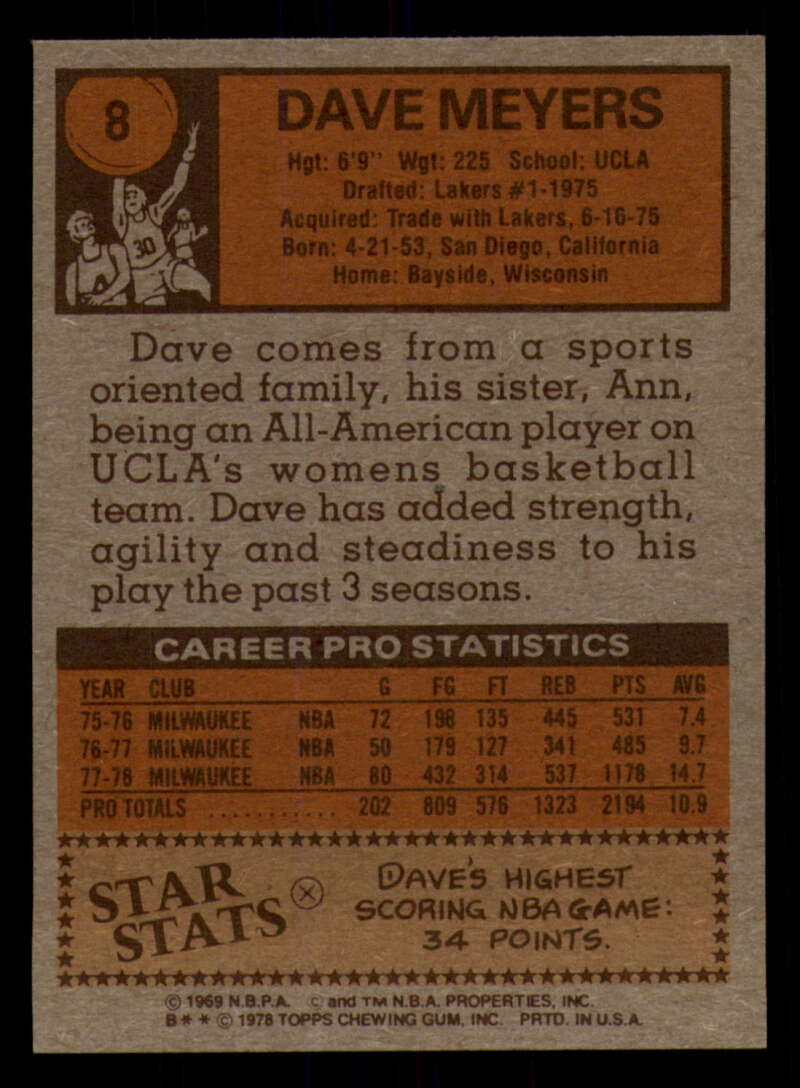 8
DAVE MEYERS
Hgt: 6'9" Wgt: 225 School: UCLA
Drafted: Lakers #1-1975
Acquired: Trade with Lakers, 6-16-75
Born: 4-21-53, San Diego, California
Home: Bayside, Wisconsin
30
Dave comes from a sports
oriented family, his sister, Ann,
being an All-American player on
UCLA's womens basketball
team. Dave has added strength,
agility and steadiness to his
play the past 3 seasons.
CAREER PRO STATISTICS
YEAR CLUB G FG FT REB PTS AVG
75-76 MILWAUKEE NBA 72 198 135 445 531 7.4
76-77 MILWAUKEE NBA 50 179 127 341 485 9.7
77-78 MILWAUKEE NBA 80 432 314 537 1178 14.7
PRO TOTALS ............ 202 809 576 1323 2194 10.9
STAR
STATS
DAVE'S HIGHEST
SCORING NBA GAME:
34 POINTS.
© 1969 N.B.P.A. © and TM N.B.A. PROPERTIES, INC.
B * * © 1978 TOPPS CHEWING GUM, INC. PRTD. IN U.S.A.